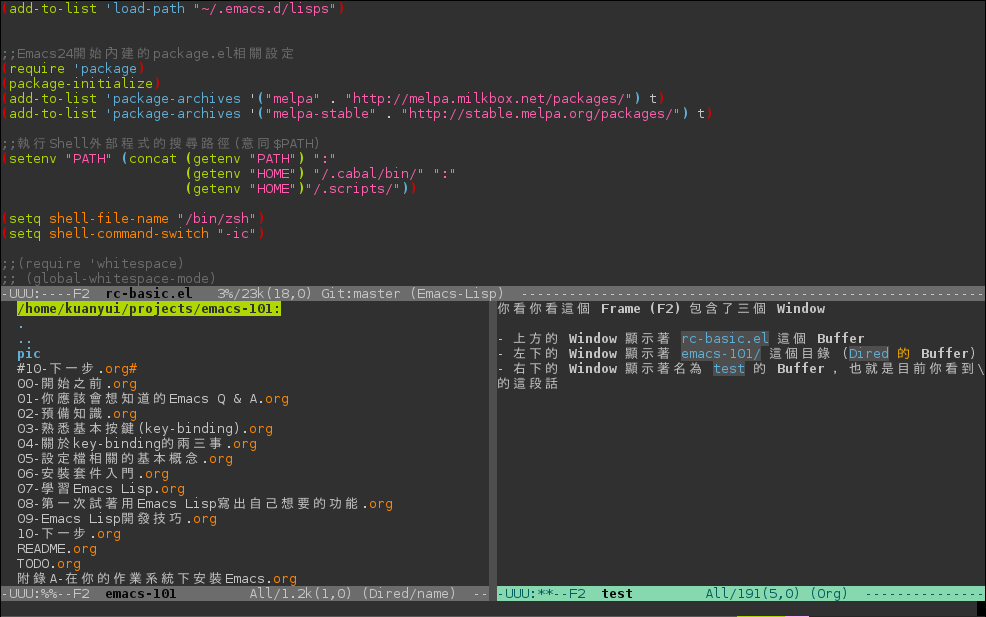 (add-to-list 'load-path "~/.emacs.d/lisps")
;;Emacs24開始內建的package.el相關設定
(require 'package)
(package-initialize)
(add-to-list 'package-archives '("melpa" . "http://melpa.milkbox.net/packages/") t)
(add-to-list 'package-archives '("melpa-stable" . "http://stable.melpa.org/packages/") t)
;;執行Shell外部程式的搜尋路徑(意同$PATH)
(setenv "PATH" (concat (getenv "PATH") ":"
(getenv "HOME") "/.cabal/bin/" ":"
(getenv "HOME")"/.scripts/"))
(setq shell-file-name "/bin/zsh")
(setq shell-command-switch "-ic")
;;(require 'whitespace)
;; (global-whitespace-mode)
-UUU:----F2  rc-basic.el   3%/23k(18,0) Git:master (Emacs-Lisp) ------------------------------------------------------------
/home/kuanyui/projects/emacs-101:
.
..
pic
#10-下一步.org#
00-開始之前.org
01-你應該會想知道的Emacs Q & A.org
02-預備知識.org
03-熟悉基本按鍵(key-binding).org
04-關於key-binding的兩三事.org
05-設定檔相關的基本概念.org
06-安裝套件入門.org
07-學習Emacs Lisp.org
08-第一次試著用Emacs Lisp寫出自己想要的功能.org
09-Emacs Lisp開發技巧.org
10-下一步.org
README.org
TODO.org
附錄A-在你的作業系統下安裝Emacs.org
-UUU:%%--F2  emacs-101         All/1.2k(1,0) (Dired/name)  --
你看你看這個 Frame (F2) 包含了三個 Window
- 上方的 Window 顯示著 rc-basic.el 這個 Buffer
- 左下的 Window 顯示著 emacs-101/ 這個目錄 (Dired 的 Buffer)
- 右下的 Window 顯示著名為 test 的 Buffer , 也就是目前你看到\
的這段話
-UUU:**--F2  test         All/191(5,0) (Org)  ---------------